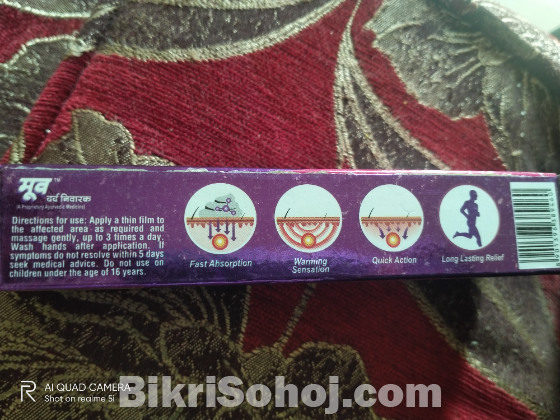 मूव™
दर्द निवारक
(A Proprietary Ayurvedic Medicine)
Directions for use: Apply a thin film to
the affected area as required and
massage gently, up to 3 times a day.
Wash hands after application. If
symptoms do not resolve within 5 days
seek medical advice. Do not use on
children under the age of 16 years.
Fast Absorption
Warming
Sensation
Quick Action
Long Lasting Relief
R AI QUAD CAMERA
Shot on realme 5i
BikriSohoj.com